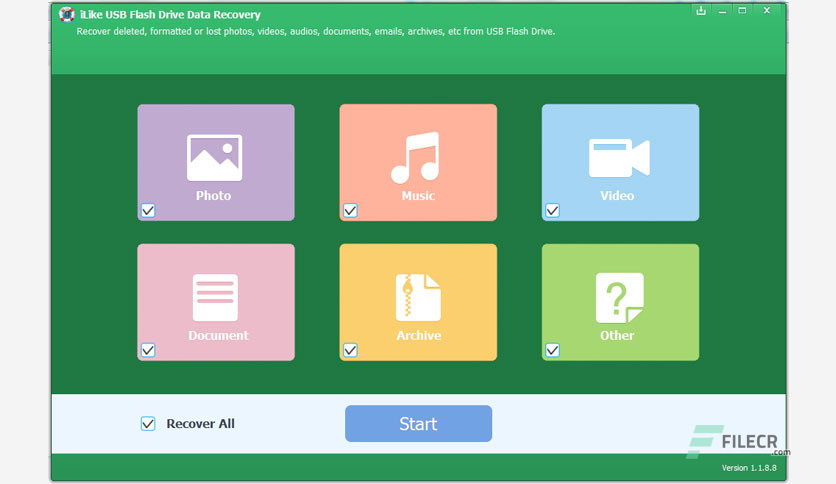 iLike USB Flash Drive Data Recovery
Recover deleted, formatted or lost photos, videos, audios, documents, emails, archives, etc from USB Flash Drive.
Photo
Music
Video
Document
Archive
Other
Recover All
Start
FILECR
.com
Version 1.1.8.8